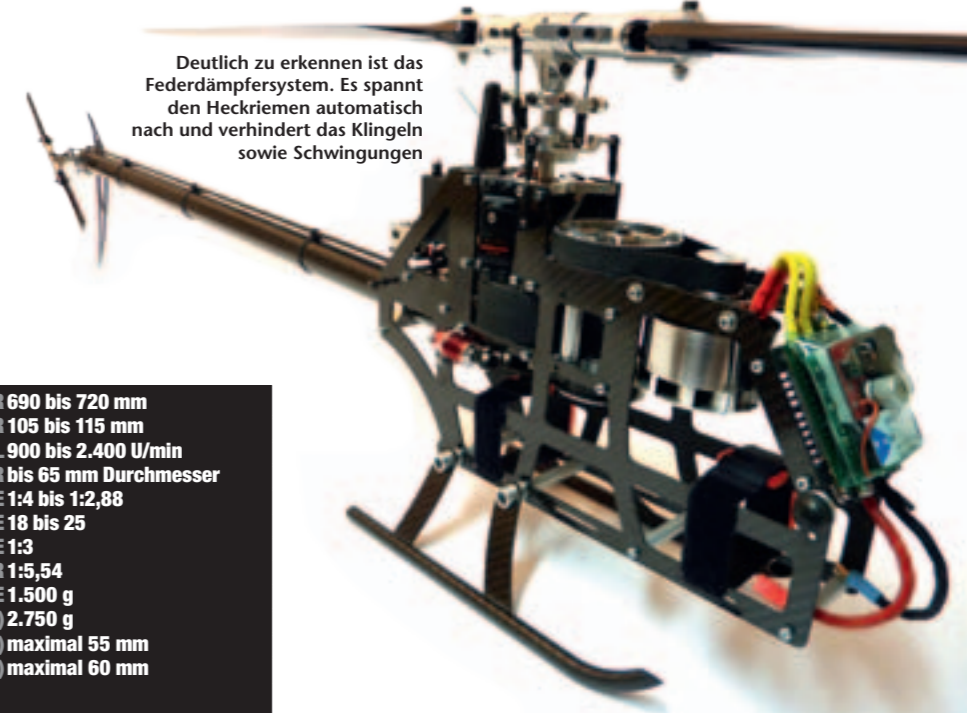 Deutlich zu erkennen ist das
Federdämpfersystem. Es spannt
den Heckriemen automatisch
nach und verhindert das Klingeln
sowie Schwingungen
690 bis 720 mm
105 bis 115 mm
900 bis 2.400 U/min
bis 65 mm Durchmesser
1:4 bis 1:2,88
18 bis 25
1:3
1:5,54
1.500 g
2.750 g
maximal 55 mm
maximal 60 mm